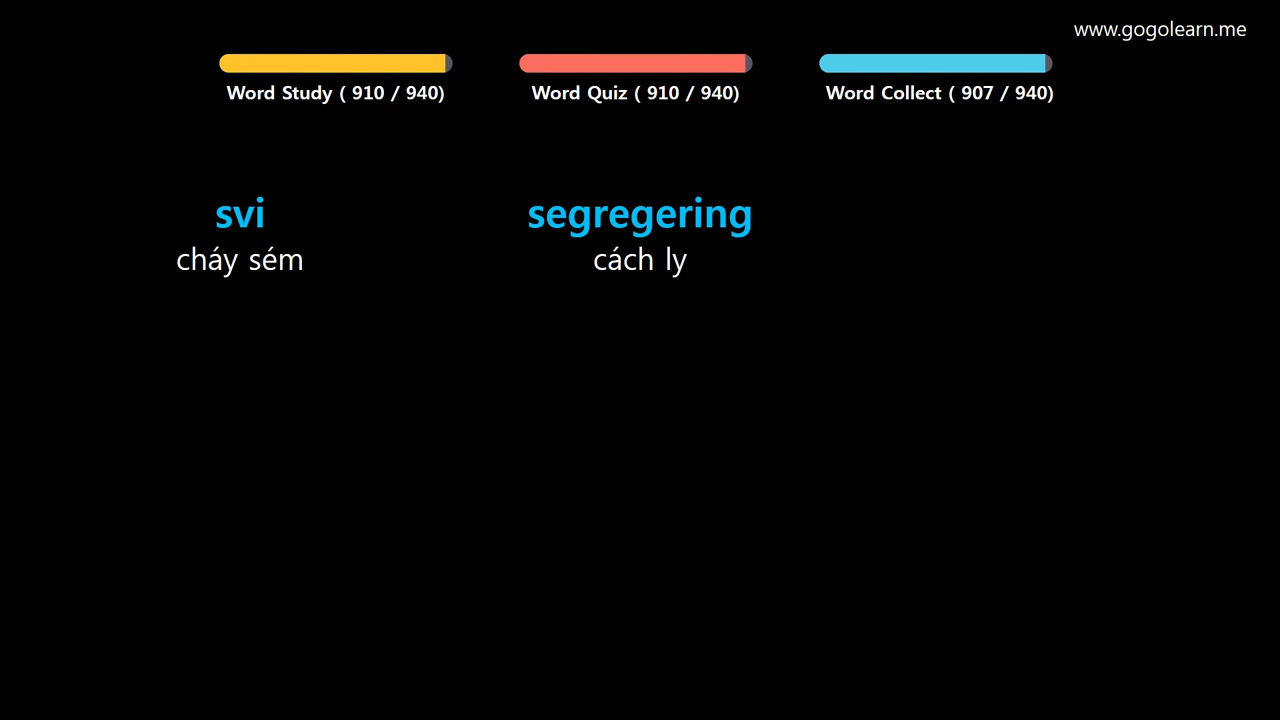 www.gogolearn.me
Word Study ( 910 / 940)
Word Quiz ( 910 / 940)
Word Collect ( 907 / 940)
svi
cháy sém
segregering
cách ly